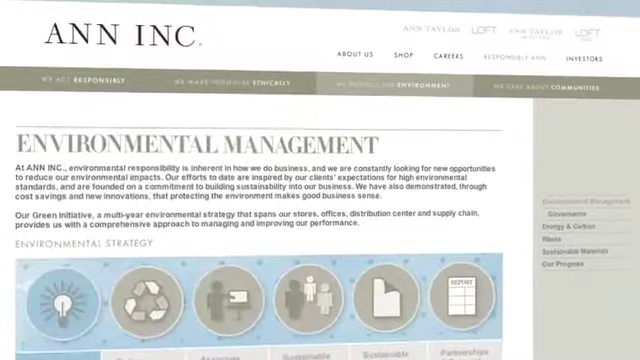 ANN INC.
ANN TAYLOR LOFT ANN TAYLOR LOFT
ABOUT US SHOP CAREERS RESPONSIBLY ANN INVESTORS
WE ACT RESPONSIBLY ETHICALLY ENVIRONMENT WE CARE ABOUT COMMUNITIES
ENVIRONMENTAL MANAGEMENT
At ANN INC., environmental responsibility is inherent in how we do business, and we are constantly looking for new opportunities
to reduce our environmental impacts. Our efforts to date are inspired by our clients' expectations for high environmental
standards, and are founded on a commitment to building sustainability into our business. We have also demonstrated, through
cost savings and new innovations, that protecting the environment makes good business sense.
Our Green Initiative, a multi-year environmental strategy that spans our stores, offices, distribution center and supply chain,
provides us with a comprehensive approach to managing and improving our performance.
ENVIRONMENTAL STRATEGY
REPORT
Associate Sustainable Sustainable Partnerships
Environmental Management
Governance
Energy & Carbon
Waste
Sustainable Materials
Our Progress